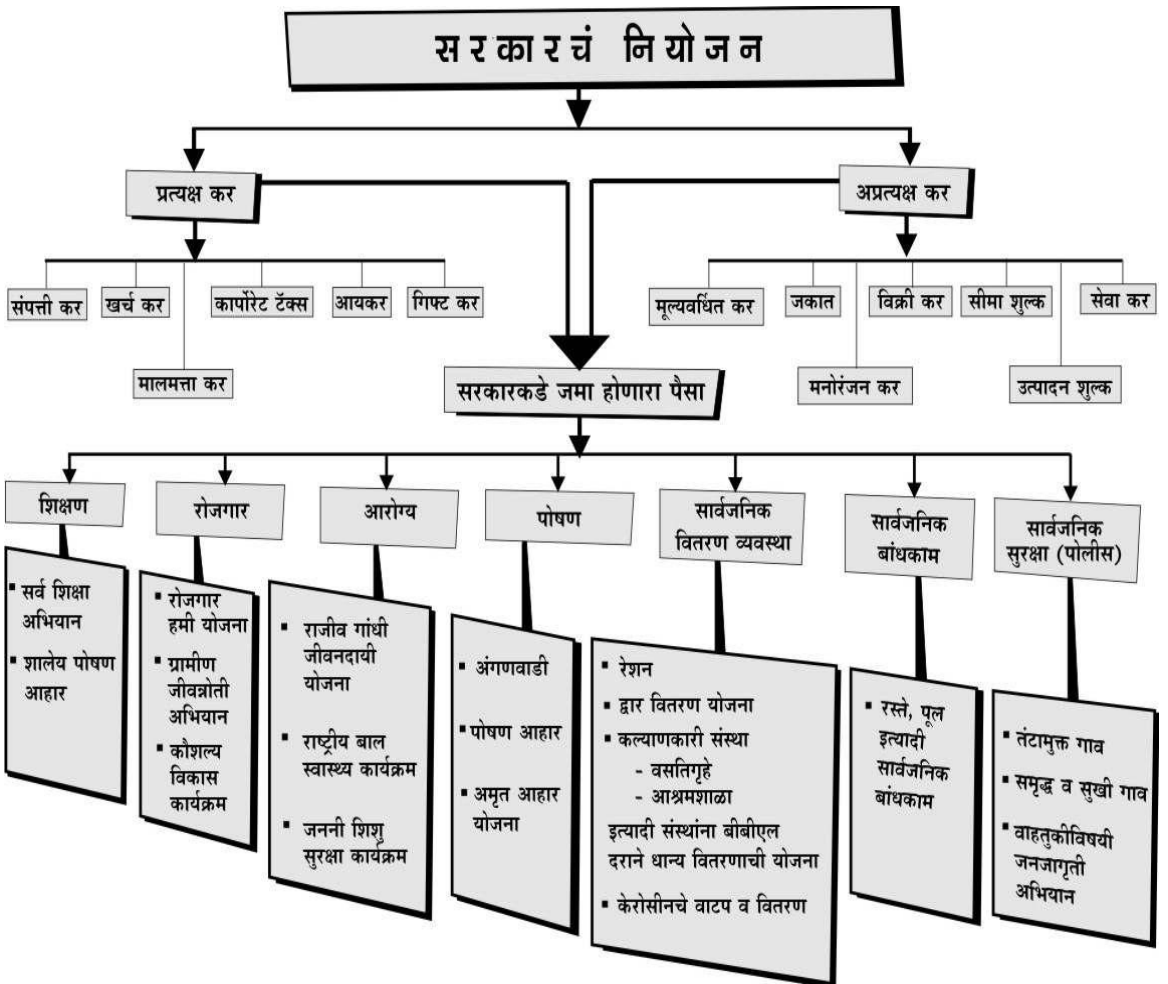 सरकारचं नियोजन
प्रत्यक्ष कर
अप्रत्यक्ष कर
संपत्ती कर
खर्च कर
कार्पोरेट टॅक्स
आयकर
गिफ्ट कर
मालमत्ता कर
मूल्यवर्धित कर
जकात
विक्री कर
सीमा शुल्क
सेवा कर
मनोरंजन कर
उत्पादन शुल्क
सरकारकडे जमा होणारा पैसा
शिक्षण
▪ सर्व शिक्षा
अभियान
▪ शालेय पोषण
आहार
रोजगार
▪ रोजगार
हमी योजना
▪ ग्रामीण
जीवन्नोती
अभियान
▪ कौशल्य
विकास
कार्यक्रम
आरोग्य
▪ राजीव गांधी
जीवनदायी
योजना
▪ राष्ट्रीय बाल
स्वास्थ्य कार्यक्रम
▪ जननी शिशु
सुरक्षा कार्यक्रम
पोषण
▪ अंगणवाडी
▪ पोषण आहार
▪ अमृत आहार
योजना
सार्वजनिक
वितरण व्यवस्था
▪ रेशन
▪ द्वार वितरण योजना
▪ कल्याणकारी संस्था
- वसतिगृहे
- आश्रमशाळा
इत्यादी संस्थांना बीबीएल
दराने धान्य वितरणाची योजना
▪ केरोसीनचे वाटप व वितरण
सार्वजनिक
बांधकाम
▪ रस्ते, पूल
इत्यादी
सार्वजनिक
बांधकाम
सार्वजनिक
सुरक्षा (पोलीस)
▪ तंटामुक्त गाव
▪ समृद्ध व सुखी गाव
▪ वाहतुकीविषयी
जनजागृती
अभियान